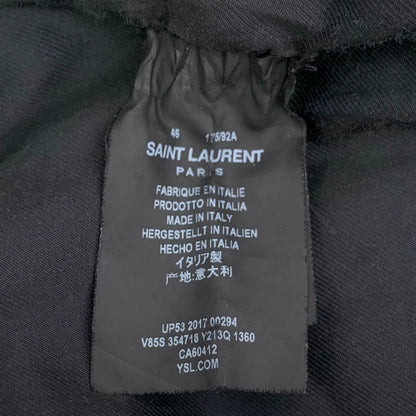 46 175/92A
SAINT LAURENT
PARIS
FABRIQUE EN ITALIE
PRODOTTO IN ITALIA
MADE IN ITALY
HERGESTELLT IN ITALIEN
HECHO EN ITALIA
イタリア製
产地:意大利
UP53 2017 00294
V85S 354718 Y213Q 1360
CA60412
YSL.COM